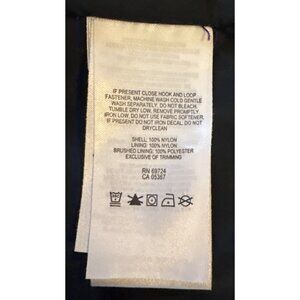 IF PRESENT CLOSE HOOK AND LOOP
FASTENER, MACHINE WASH COLD GENTLE
WASH SEPARATELY. DO NOT BLEACH.
TUMBLE DRY LOW. REMOVE PROMPTLY
IRON LOW, DO NOT USE FABRIC SOFTENER.
IF PRESENT DO NOT IRON DECAL, DO NOT
DRYCLEAN
SHELL: 100% NYLON
LINING: 100% NYLON
BRUSHED LINING: 100% POLYESTER
EXCLUSIVE OF TRIMMING
RN 69724
CA 05367